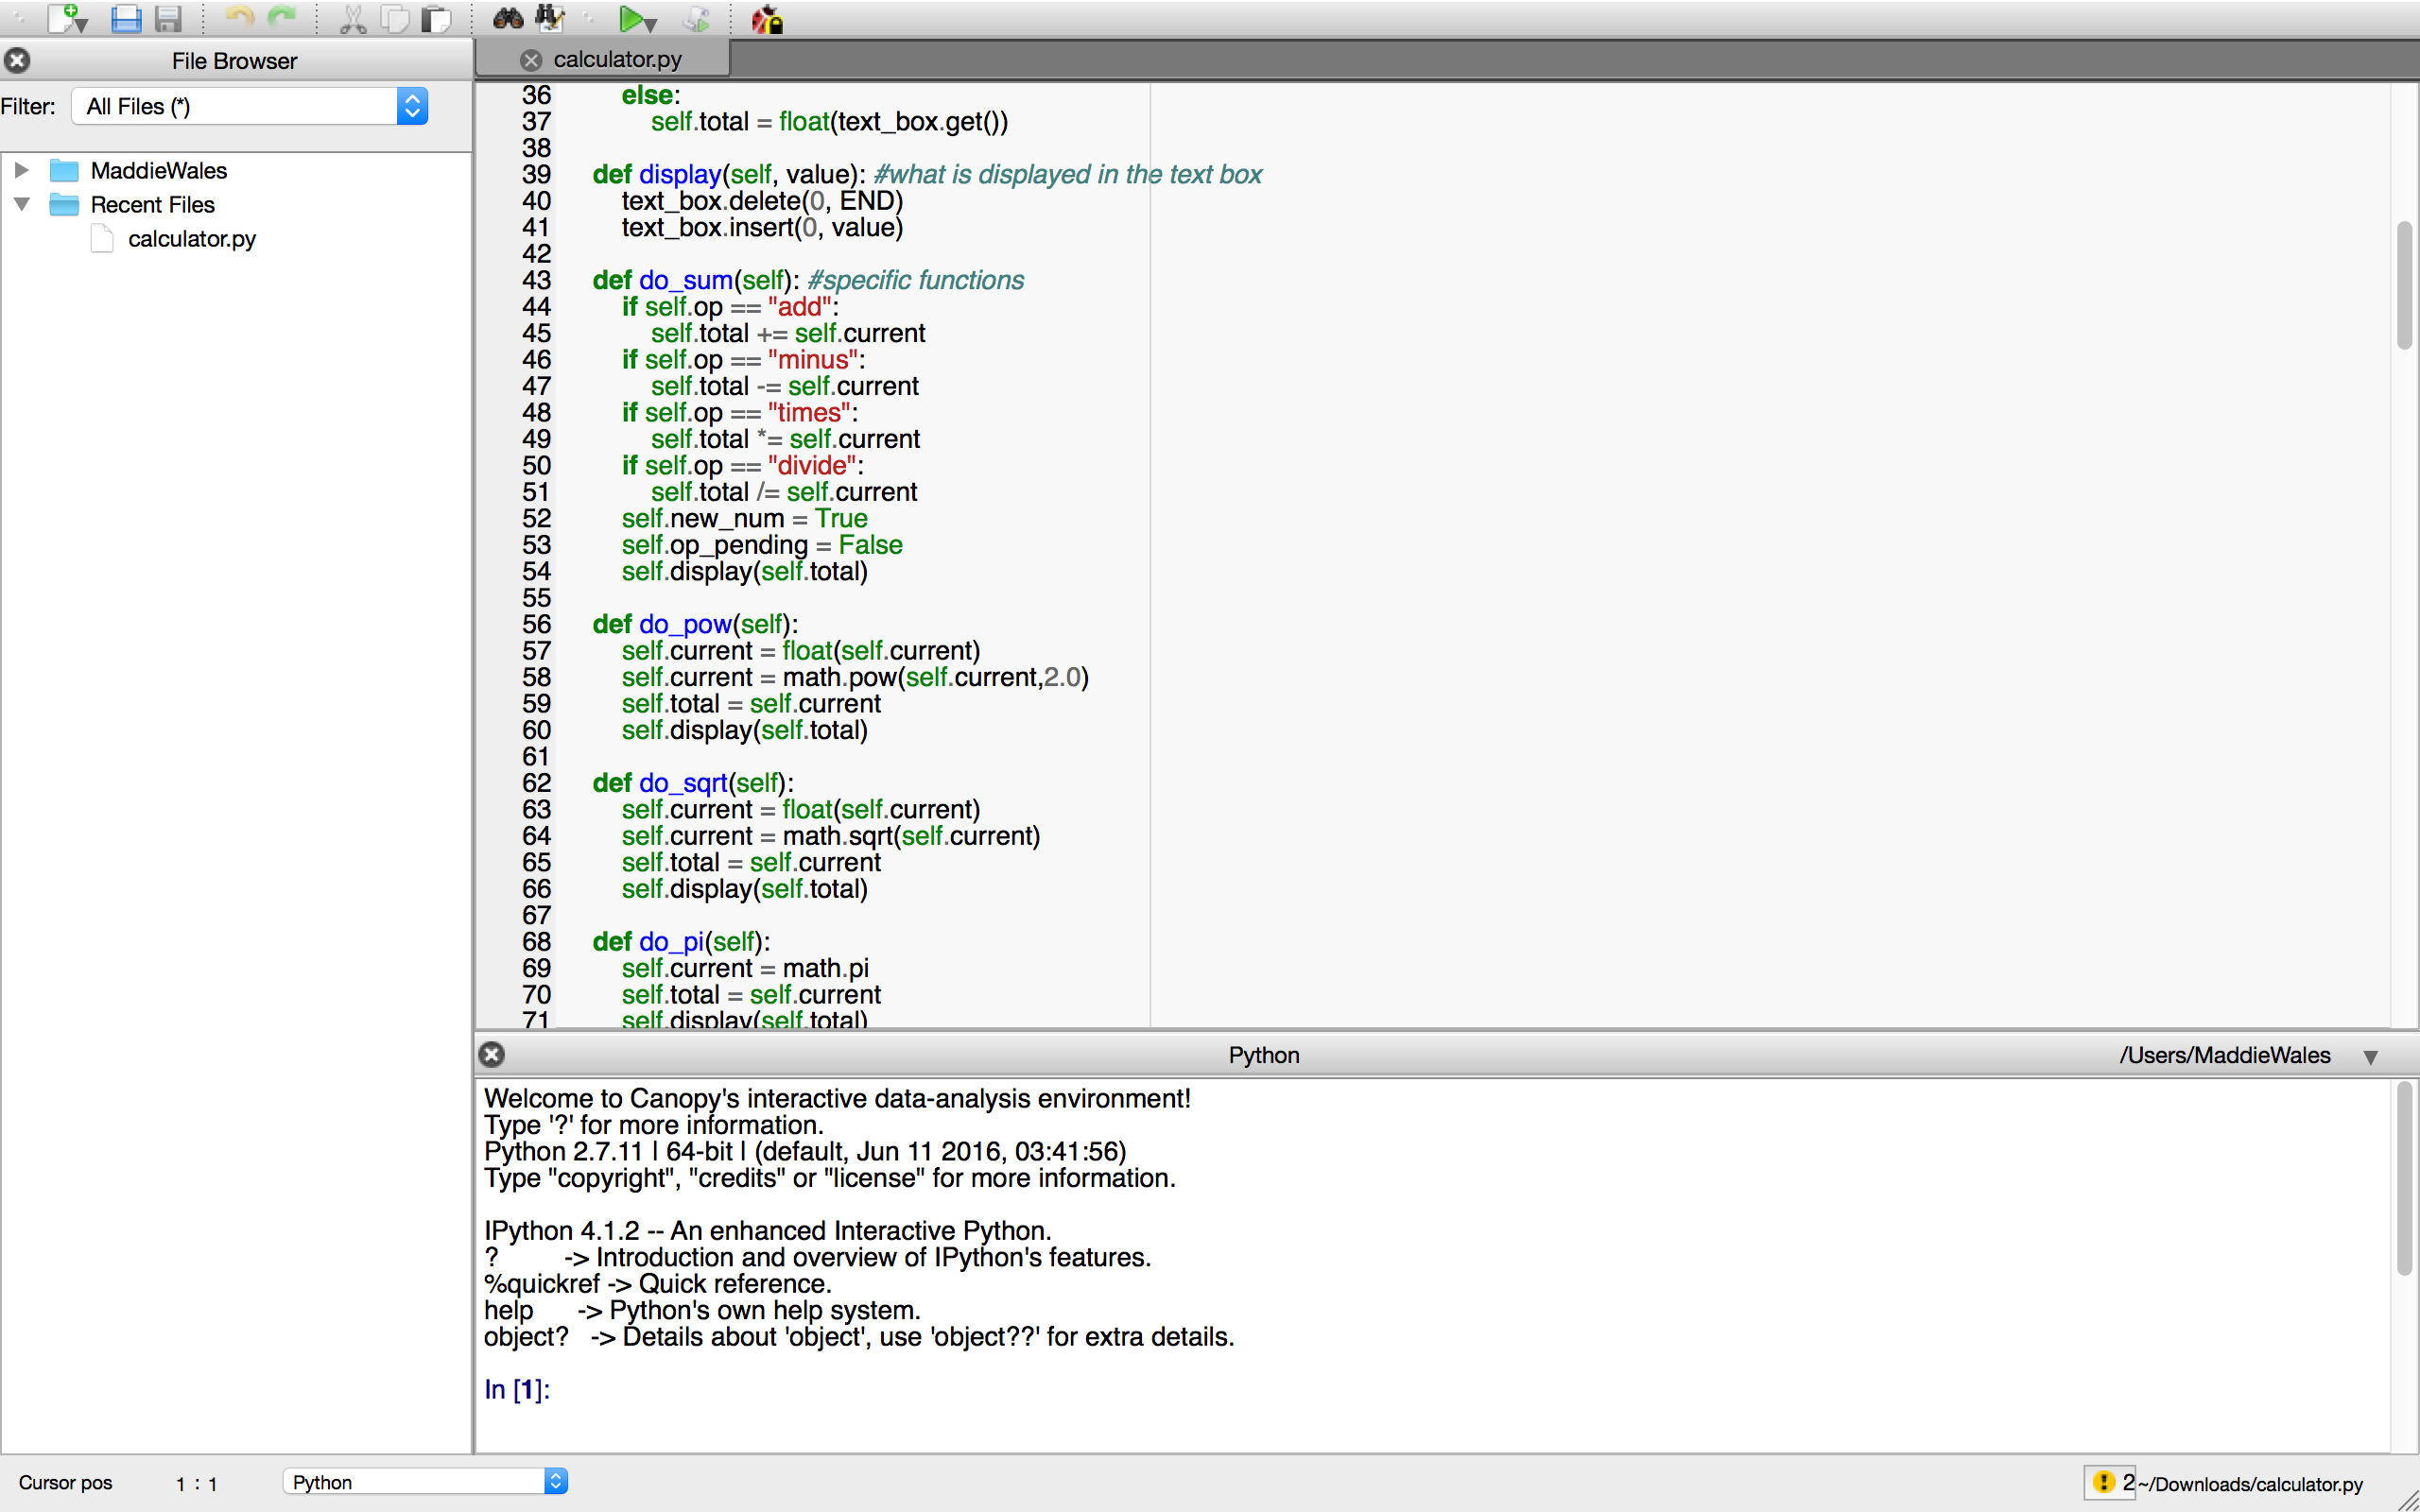 File Browser
Filter: All Files (*)
MaddieWales
Recent Files
calculator.py
calculator.py
36 else:
37 self.total = float(text_box.get())
38
39 def display(self, value): #what is displayed in the text box
40 text_box.delete(0, END)
41 text_box.insert(0, value)
42
43 def do_sum(self): #specific functions
44 if self.op == "add":
45 self.total += self.current
46 if self.op == "minus":
47 self.total -= self.current
48 if self.op == "times":
49 self.total *= self.current
50 if self.op == "divide":
51 self.total /= self.current
52 self.new_num = True
53 self.op_pending = False
54 self.display(self.total)
55
56 def do_pow(self):
57 self.current = float(self.current)
58 self.current = math.pow(self.current,2.0)
59 self.total = self.current
60 self.display(self.total)
61
62 def do_sqrt(self):
63 self.current = float(self.current)
64 self.current = math.sqrt(self.current)
65 self.total = self.current
66 self.display(self.total)
67
68 def do_pi(self):
69 self.current = math.pi
70 self.total = self.current
71 self.display(self.total)
Python /Users/MaddieWales
Welcome to Canopy's interactive data-analysis environment!
Type '?' for more information.
Python 2.7.11 | 64-bit | (default, Jun 11 2016, 03:41:56)
Type "copyright", "credits" or "license" for more information.

IPython 4.1.2 -- An enhanced Interactive Python.
? -> Introduction and overview of IPython's features.
%quickref -> Quick reference.
help -> Python's own help system.
object? -> Details about 'object', use 'object??' for extra details.

In [1]:
Cursor pos 1 : 1 Python 2 ~/Downloads/calculator.py